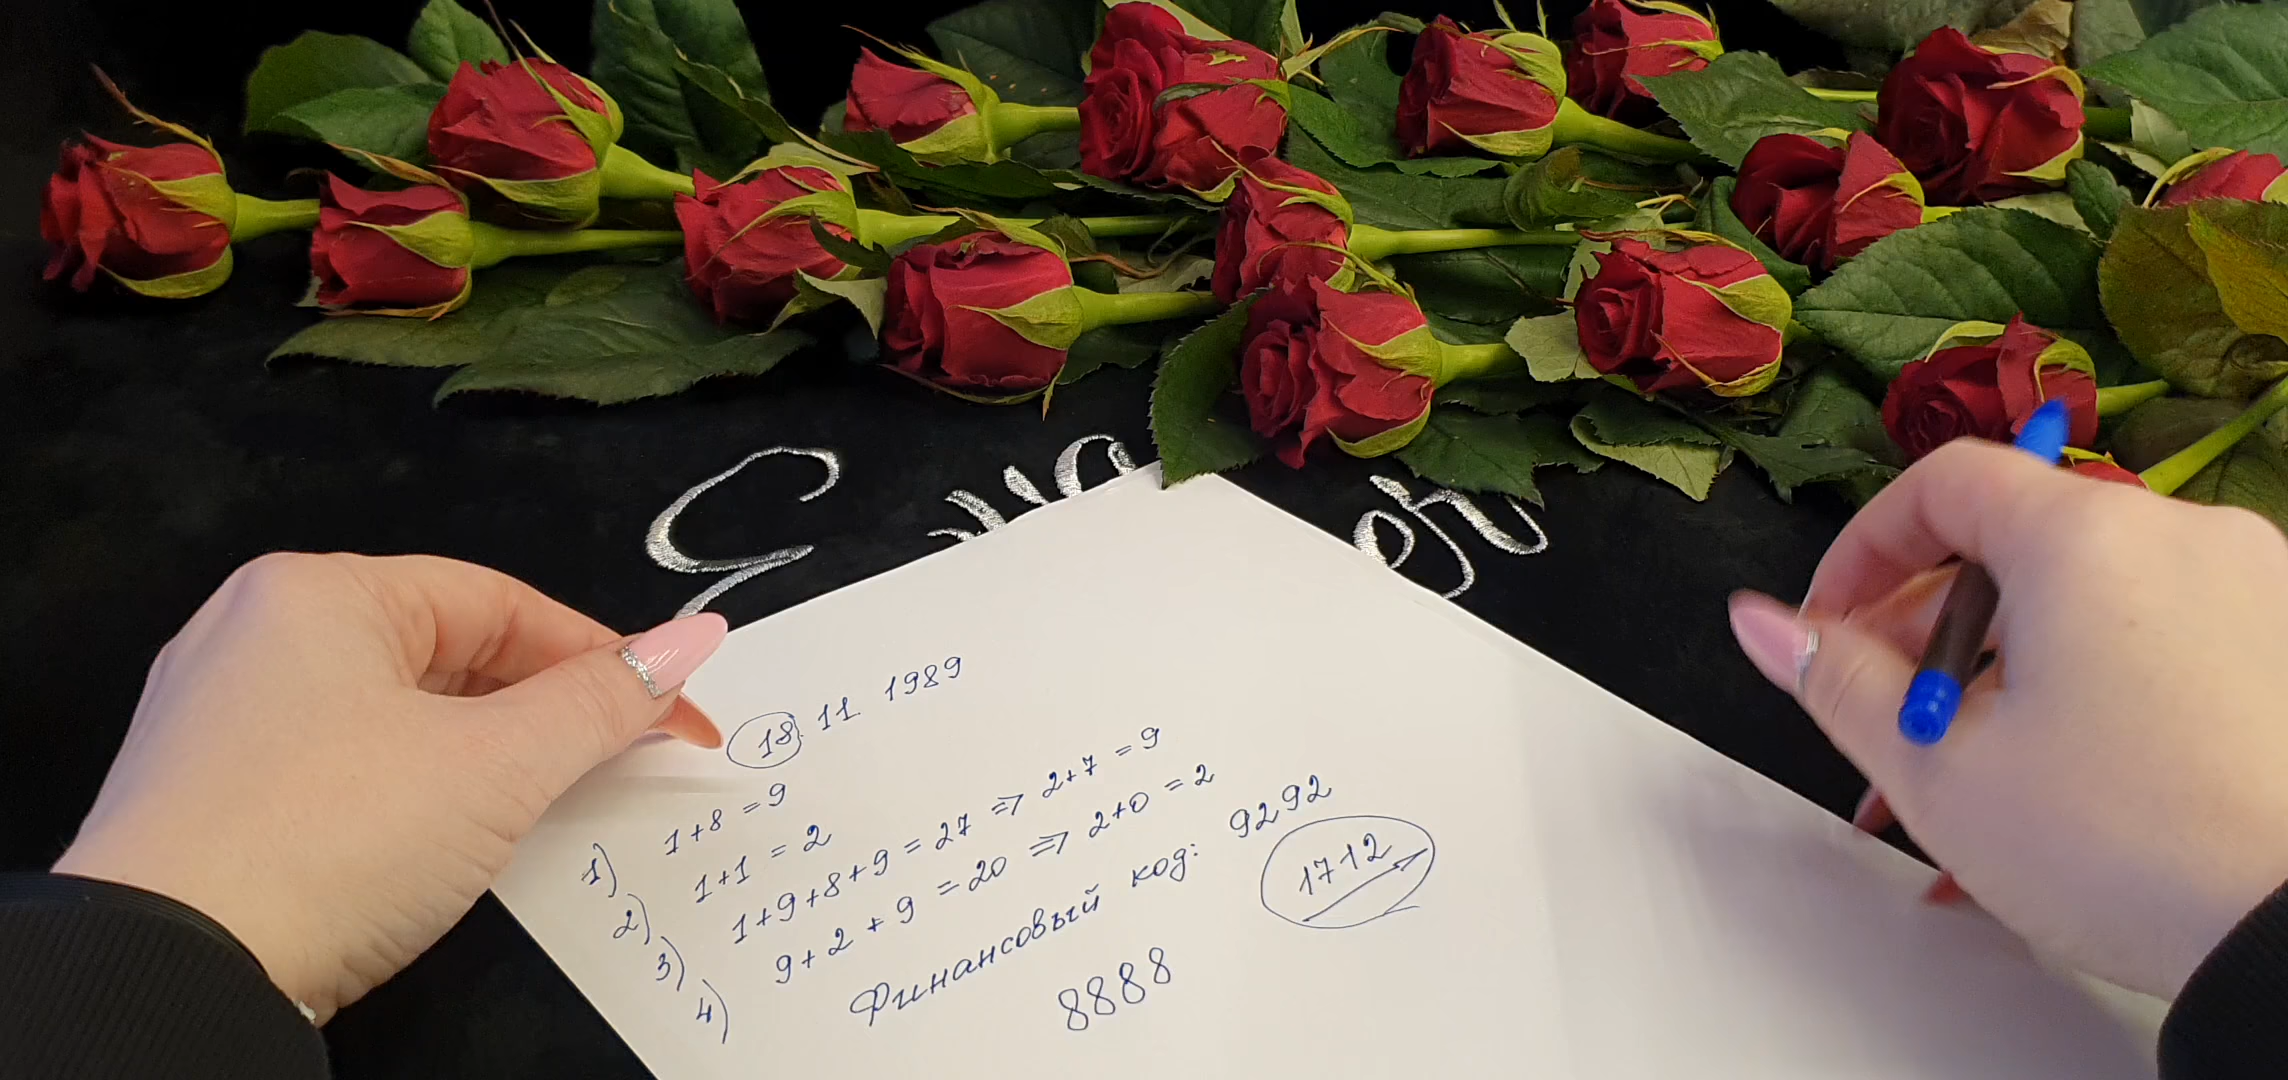 18. 11. 1989
1) 1+8 = 9
2) 1+1 = 2
3) 1+9+8+9 = 27 => 2+7 = 9
4) 9+2+9 = 20 => 2+0 = 2
Финансовый код: 9292
1712
8888